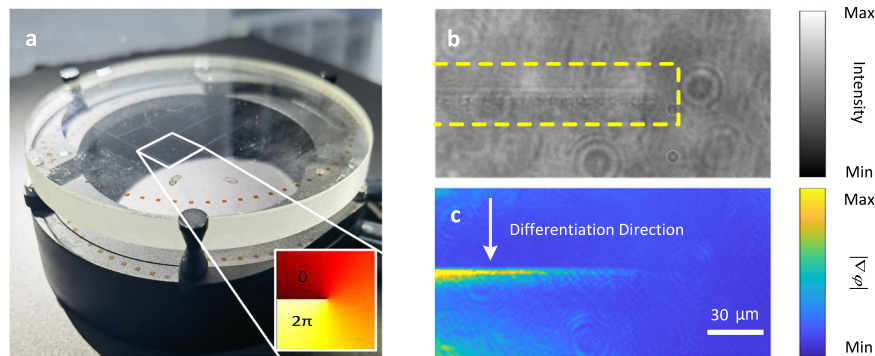 a
0
2π
b
Max
Intensity
Min
c
Differentiation Direction
30 μm
Max
|∇φ|
Min